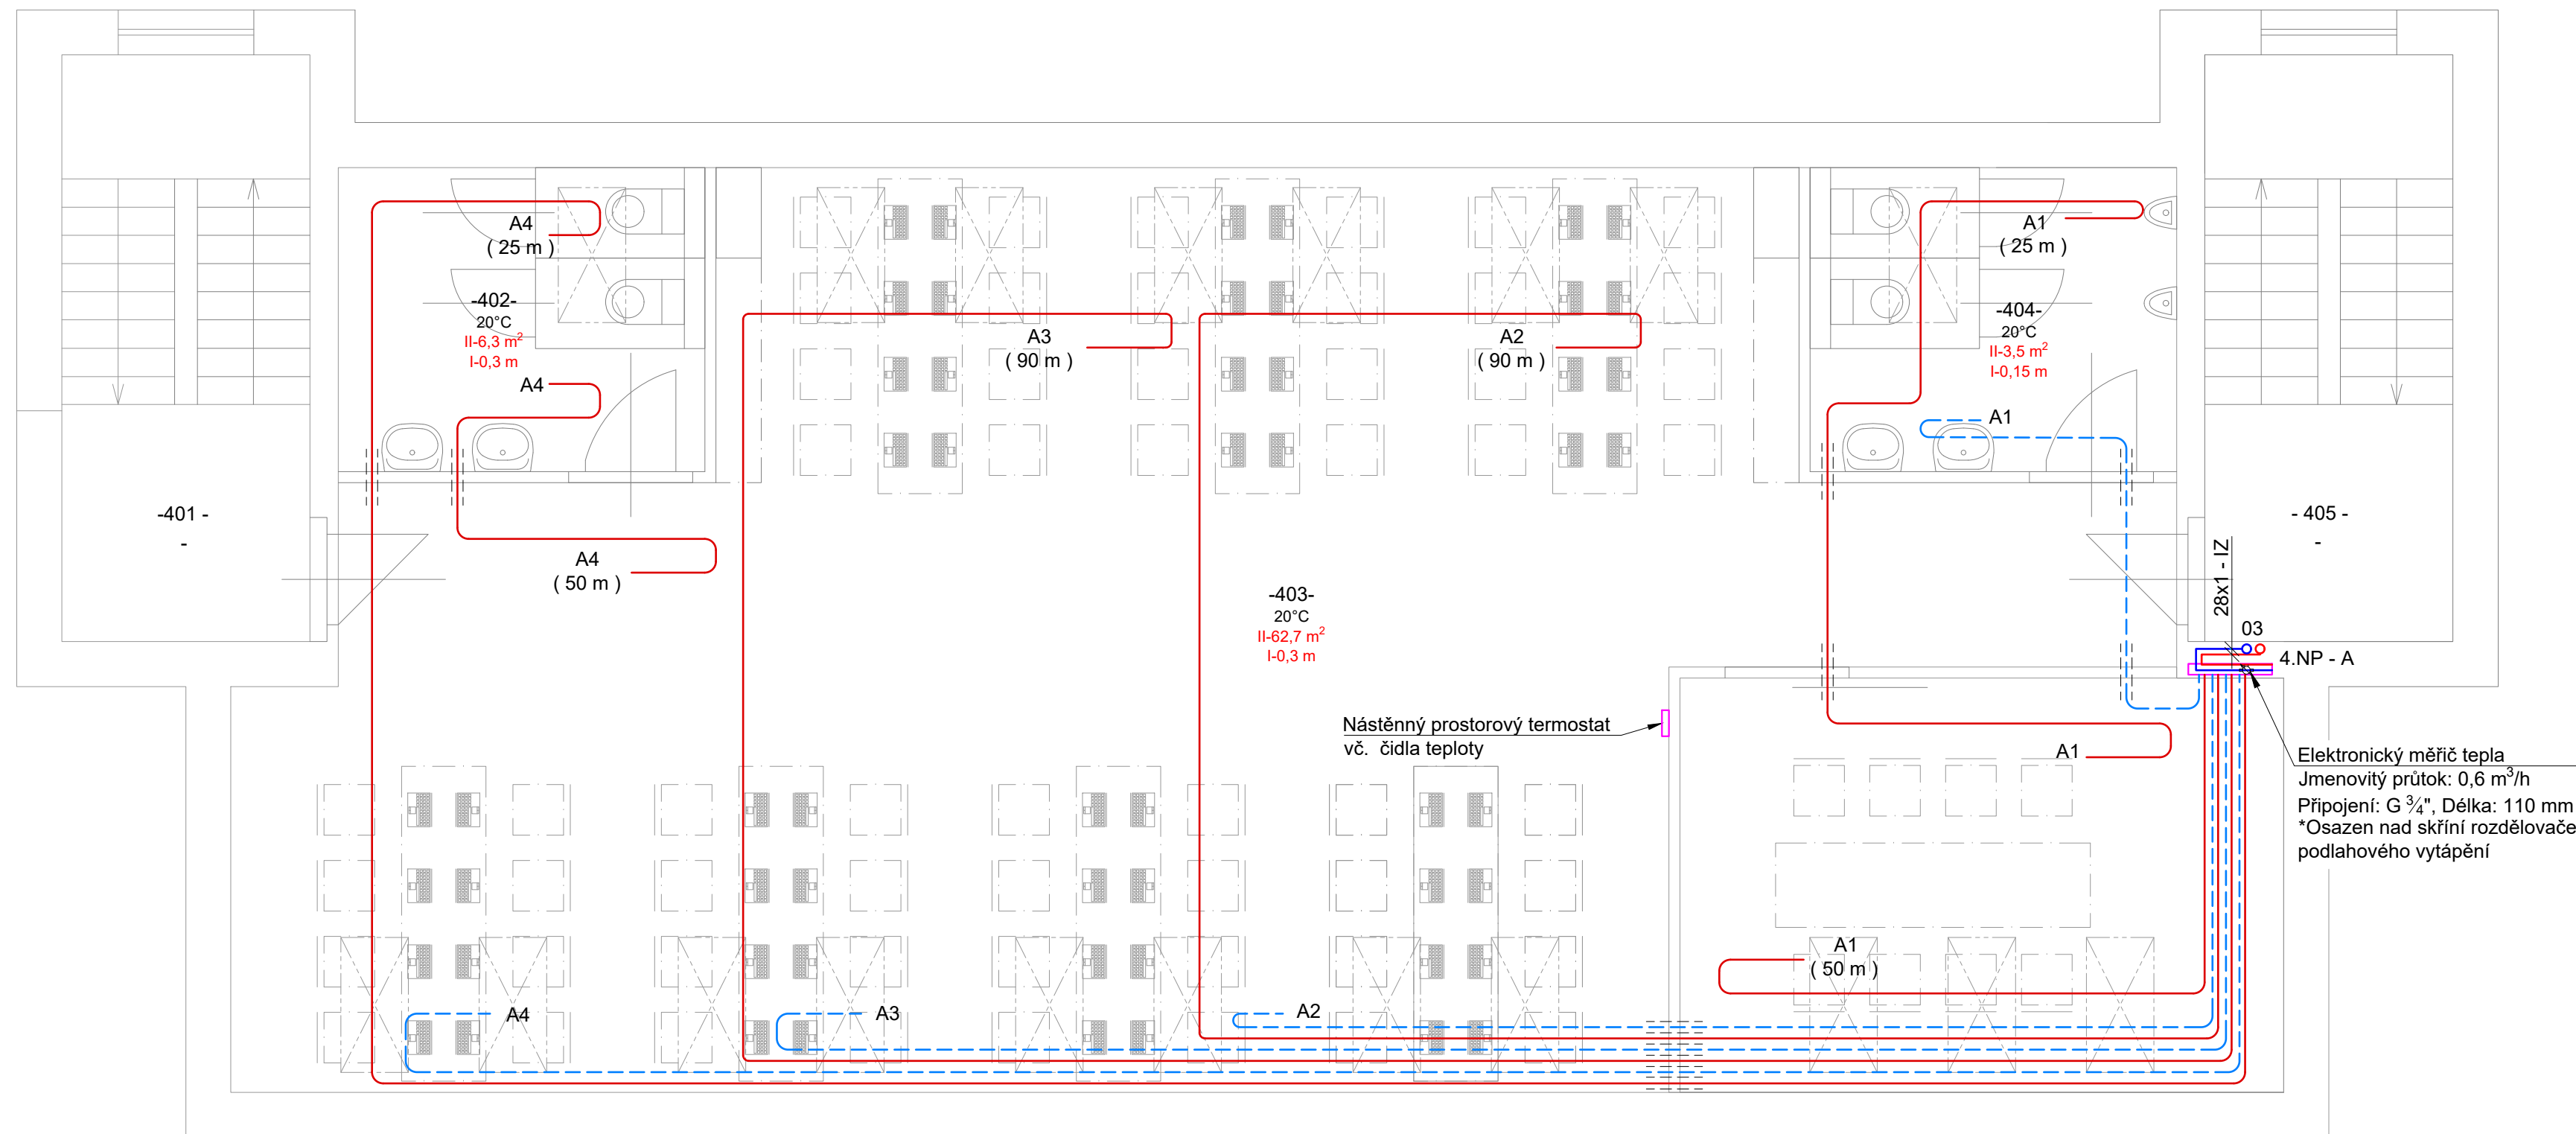 A4
( 25 m )
A1
( 25 m )
-402-
20°C
II-6,3 m²
I-0,3 m
-404-
20°C
II-3,5 m²
I-0,15 m
A3
( 90 m )
A2
( 90 m )
A4
A1
-401 -
-
- 405 -
-
A4
( 50 m )
28x1 - IZ
-403-
20°C
II-62,7 m²
I-0,3 m
03
4.NP - A
Nástěnný prostorový termostat
vč. čidla teploty
A1
Elektronický měřič tepla
Jmenovitý průtok: 0,6 m³/h
Připojení: G ¾", Délka: 110 mm
*Osazen nad skříní rozdělovače
podlahového vytápění
A1
( 50 m )
A4
A3
A2